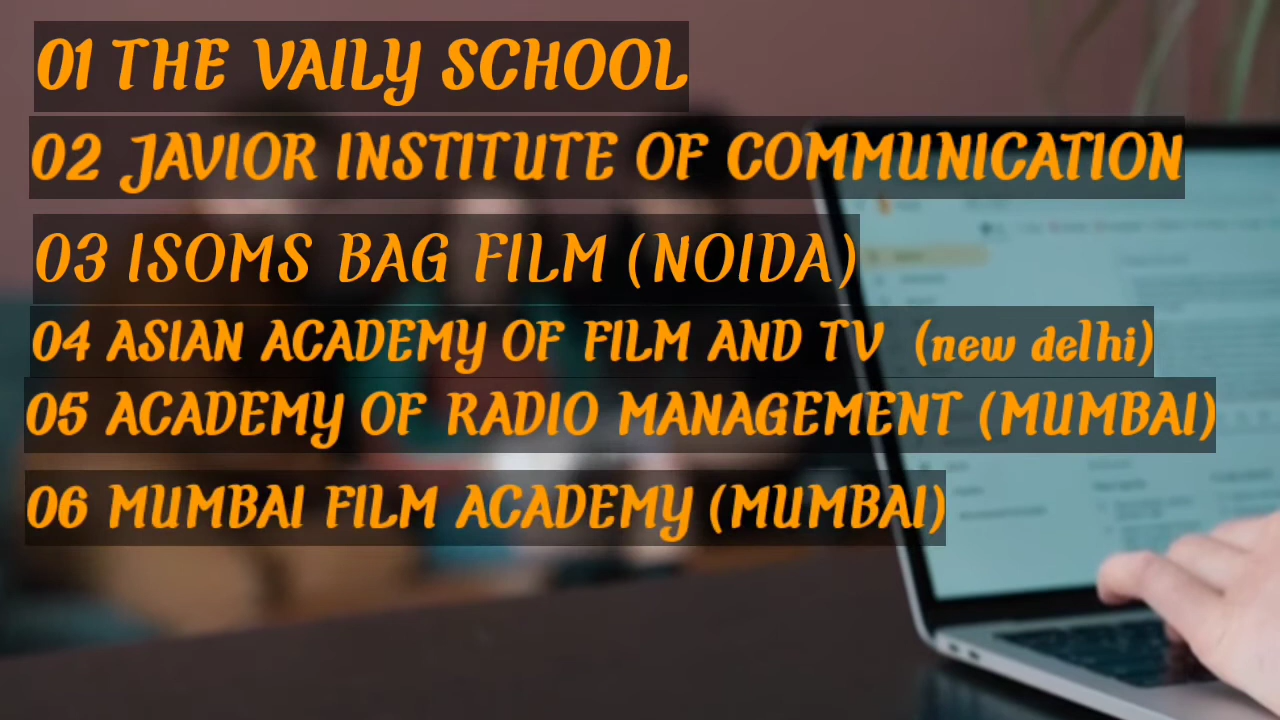 01 THE VAILY SCHOOL
02 JAVIOR INSTITUTE OF COMMUNICATION
03 ISOMS BAG FILM (NOIDA)
04 ASIAN ACADEMY OF FILM AND TV (new delhi)
05 ACADEMY OF RADIO MANAGEMENT (MUMBAI)
06 MUMBAI FILM ACADEMY (MUMBAI)